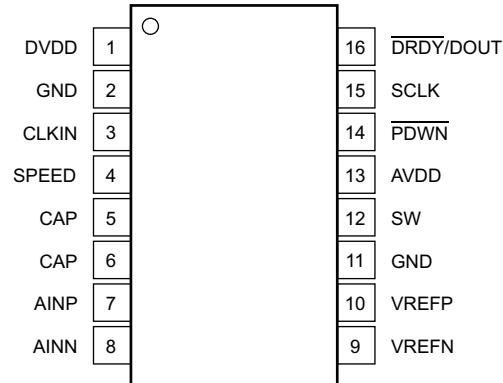 DVDD 1 16 DRDY/DOUT
GND 2 15 SCLK
CLKIN 3 14 PDWN
SPEED 4 13 AVDD
CAP 5 12 SW
CAP 6 11 GND
AINP 7 10 VREFP
AINN 8 9 VREFN